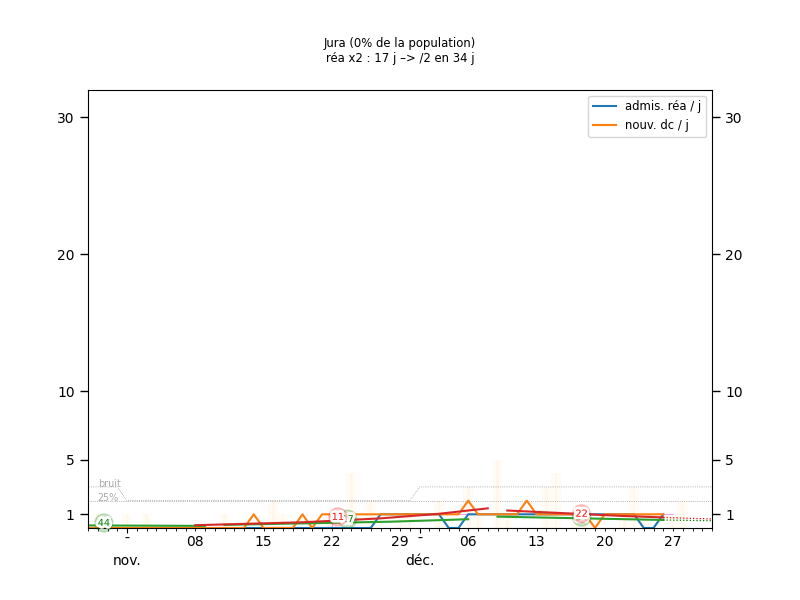 Jura (0% de la population)
réa x2 : 17 j –> /2 en 34 j
admis. réa / j
nouv. dc / j
30 30
20 20
10 10
5 5
bruit
25%
1 44 11 7 22 1
- 08 15 22 29 - 06 13 20 27
nov. déc.